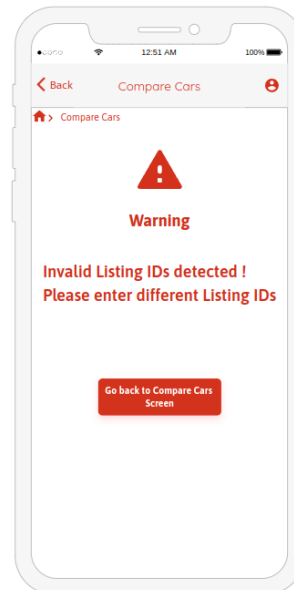 12:51 AM
100%
Back
Compare Cars
Compare Cars
Warning
Invalid Listing IDs detected !
Please enter different Listing IDs
Go back to Compare Cars
Screen